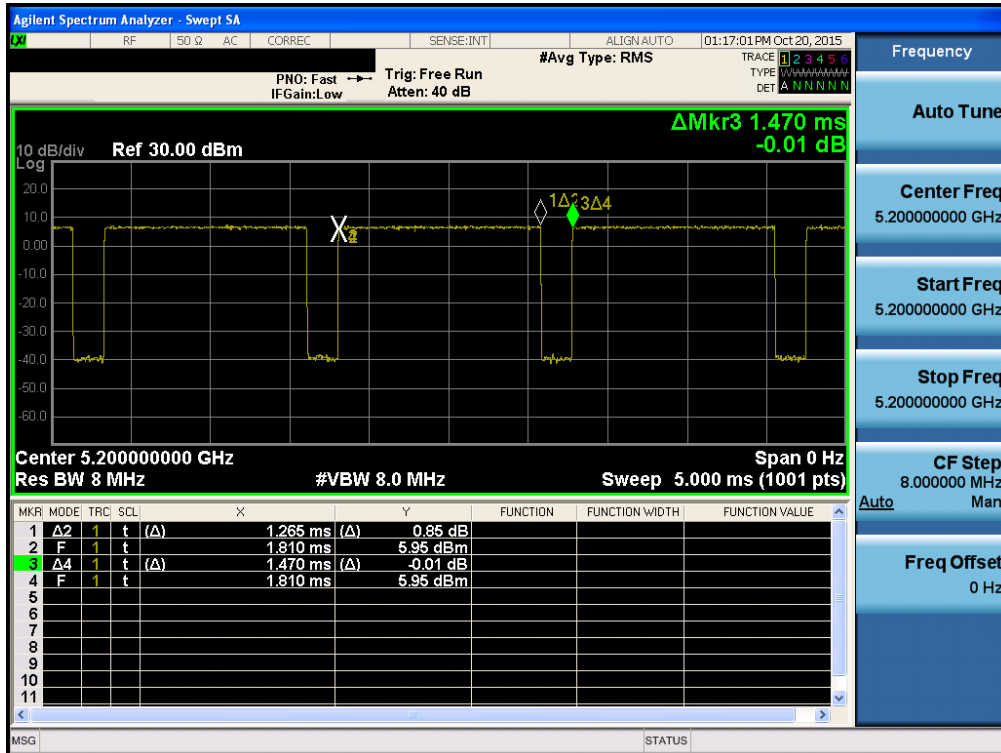 Agilent Spectrum Analyzer - Swept SA
LXI RF 50 Ω AC CORREC SENSE:INT ALIGN AUTO 01:17:01 PM Oct 20, 2015
#Avg Type: RMS TRACE 1 2 3 4 5 6
PNO: Fast Trig: Free Run TYPE
IFGain:Low Atten: 40 dB DET A N N N N N
Frequency
ΔMkr3 1.470 ms
-0.01 dB
10 dB/div Ref 30.00 dBm
Log
20.0
10.0
0.00
-10.0
-20.0
-30.0
-40.0
-50.0
-60.0
1Δ2
3Δ4
Center 5.200000000 GHz Span 0 Hz
Res BW 8 MHz #VBW 8.0 MHz Sweep 5.000 ms (1001 pts)
MKR MODE TRC SCL X Y FUNCTION FUNCTION WIDTH FUNCTION VALUE
1 Δ2 1 t (Δ) 1.265 ms (Δ) 0.85 dB
2 F 1 t 1.810 ms 5.95 dBm
3 Δ4 1 t (Δ) 1.470 ms (Δ) -0.01 dB
4 F 1 t 1.810 ms 5.95 dBm
5
6
7
8
9
10
11
MSG STATUS
Auto Tune
Center Freq
5.200000000 GHz
Start Freq
5.200000000 GHz
Stop Freq
5.200000000 GHz
CF Step
8.000000 MHz
Auto Man
Freq Offset
0 Hz